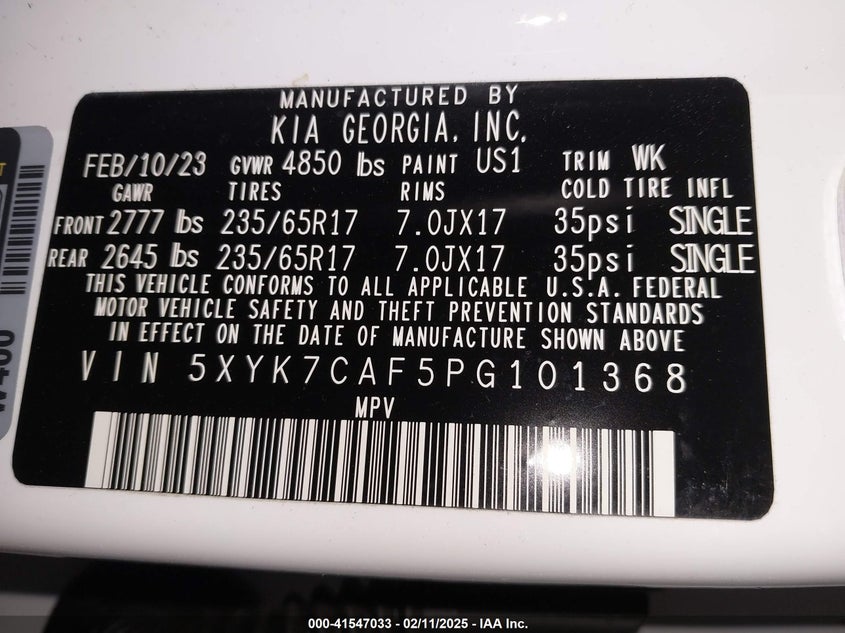 MANUFACTURED BY
KIA GEORGIA, INC.
FEB/10/23 GVWR 4850 lbs PAINT US1 TRIM WK
GAWR TIRES RIMS COLD TIRE INFL
FRONT 2777 lbs 235/65R17 7.0JX17 35psi SINGLE
REAR 2645 lbs 235/65R17 7.0JX17 35psi SINGLE
THIS VEHICLE CONFORMS TO ALL APPLICABLE U.S.A. FEDERAL
MOTOR VEHICLE SAFETY AND THEFT PREVENTION STANDARDS
IN EFFECT ON THE DATE OF MANUFACTURE SHOWN ABOVE
VIN 5XYK7CAF5PG101368
MPV
000-41547033 - 02/11/2025 - IAA Inc.